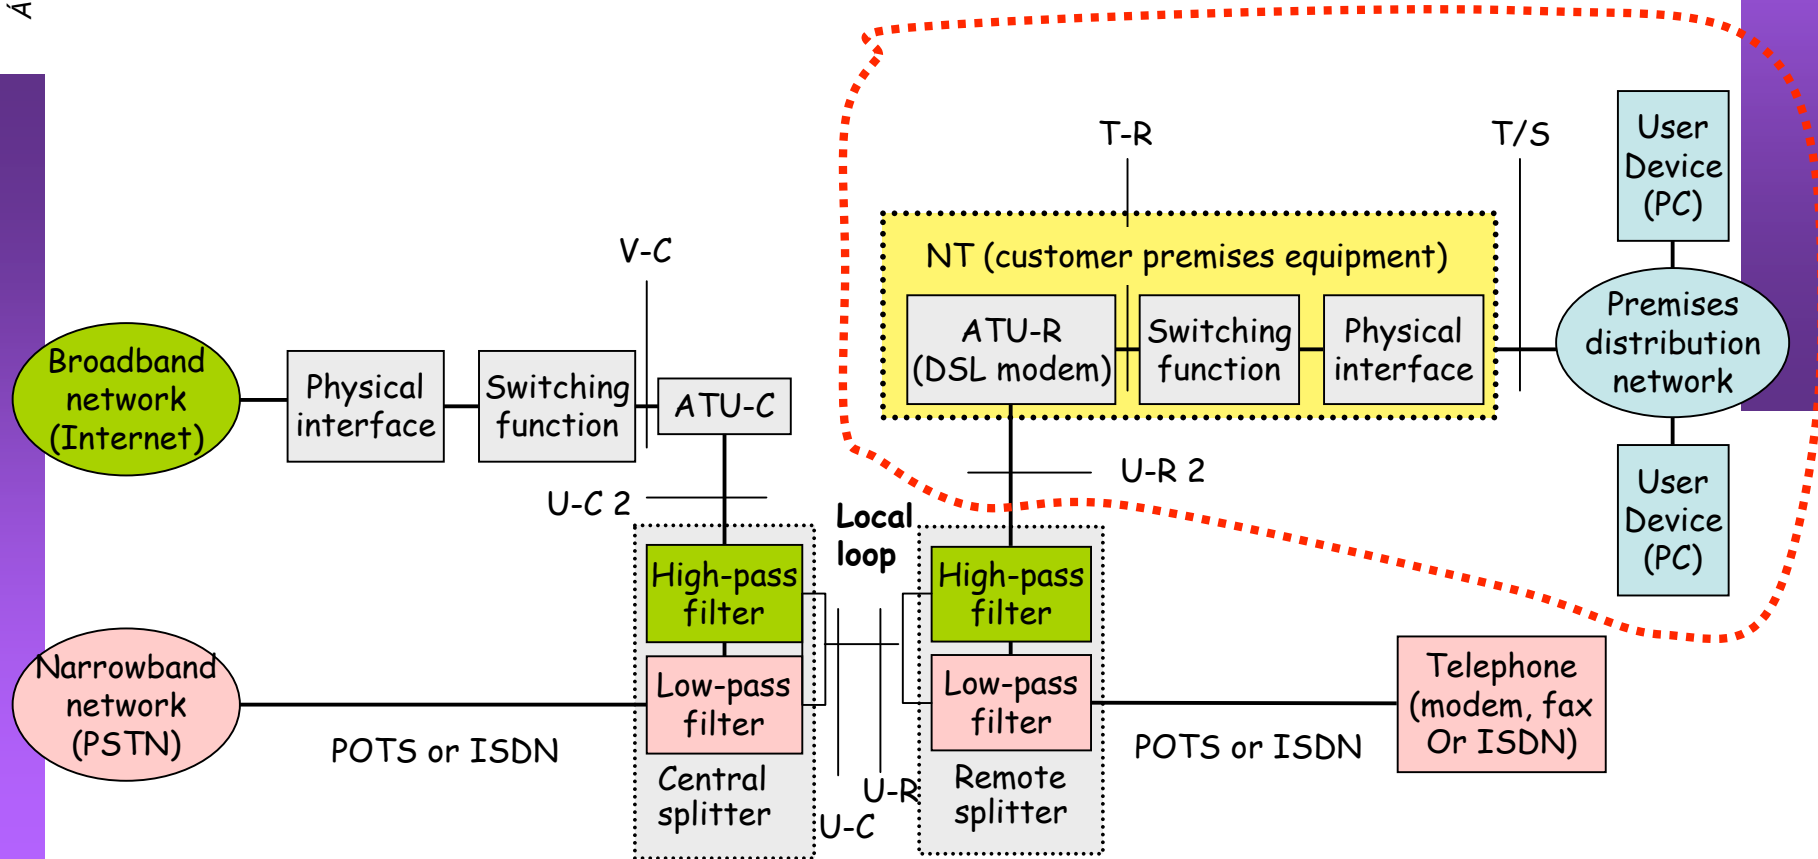 Á
T-R
T/S
User
Device
(PC)
V-C
NT (customer premises equipment)
ATU-R
(DSL modem)
Switching
function
Physical
interface
Premises
distribution
network
Broadband
network
(Internet)
Physical
interface
Switching
function
ATU-C
U-C 2
U-R 2
Local
loop
User
Device
(PC)
High-pass
filter
High-pass
filter
Narrowband
network
(PSTN)
Low-pass
filter
Low-pass
filter
Telephone
(modem, fax
Or ISDN)
POTS or ISDN
POTS or ISDN
Central
splitter
U-R
U-C
Remote
splitter